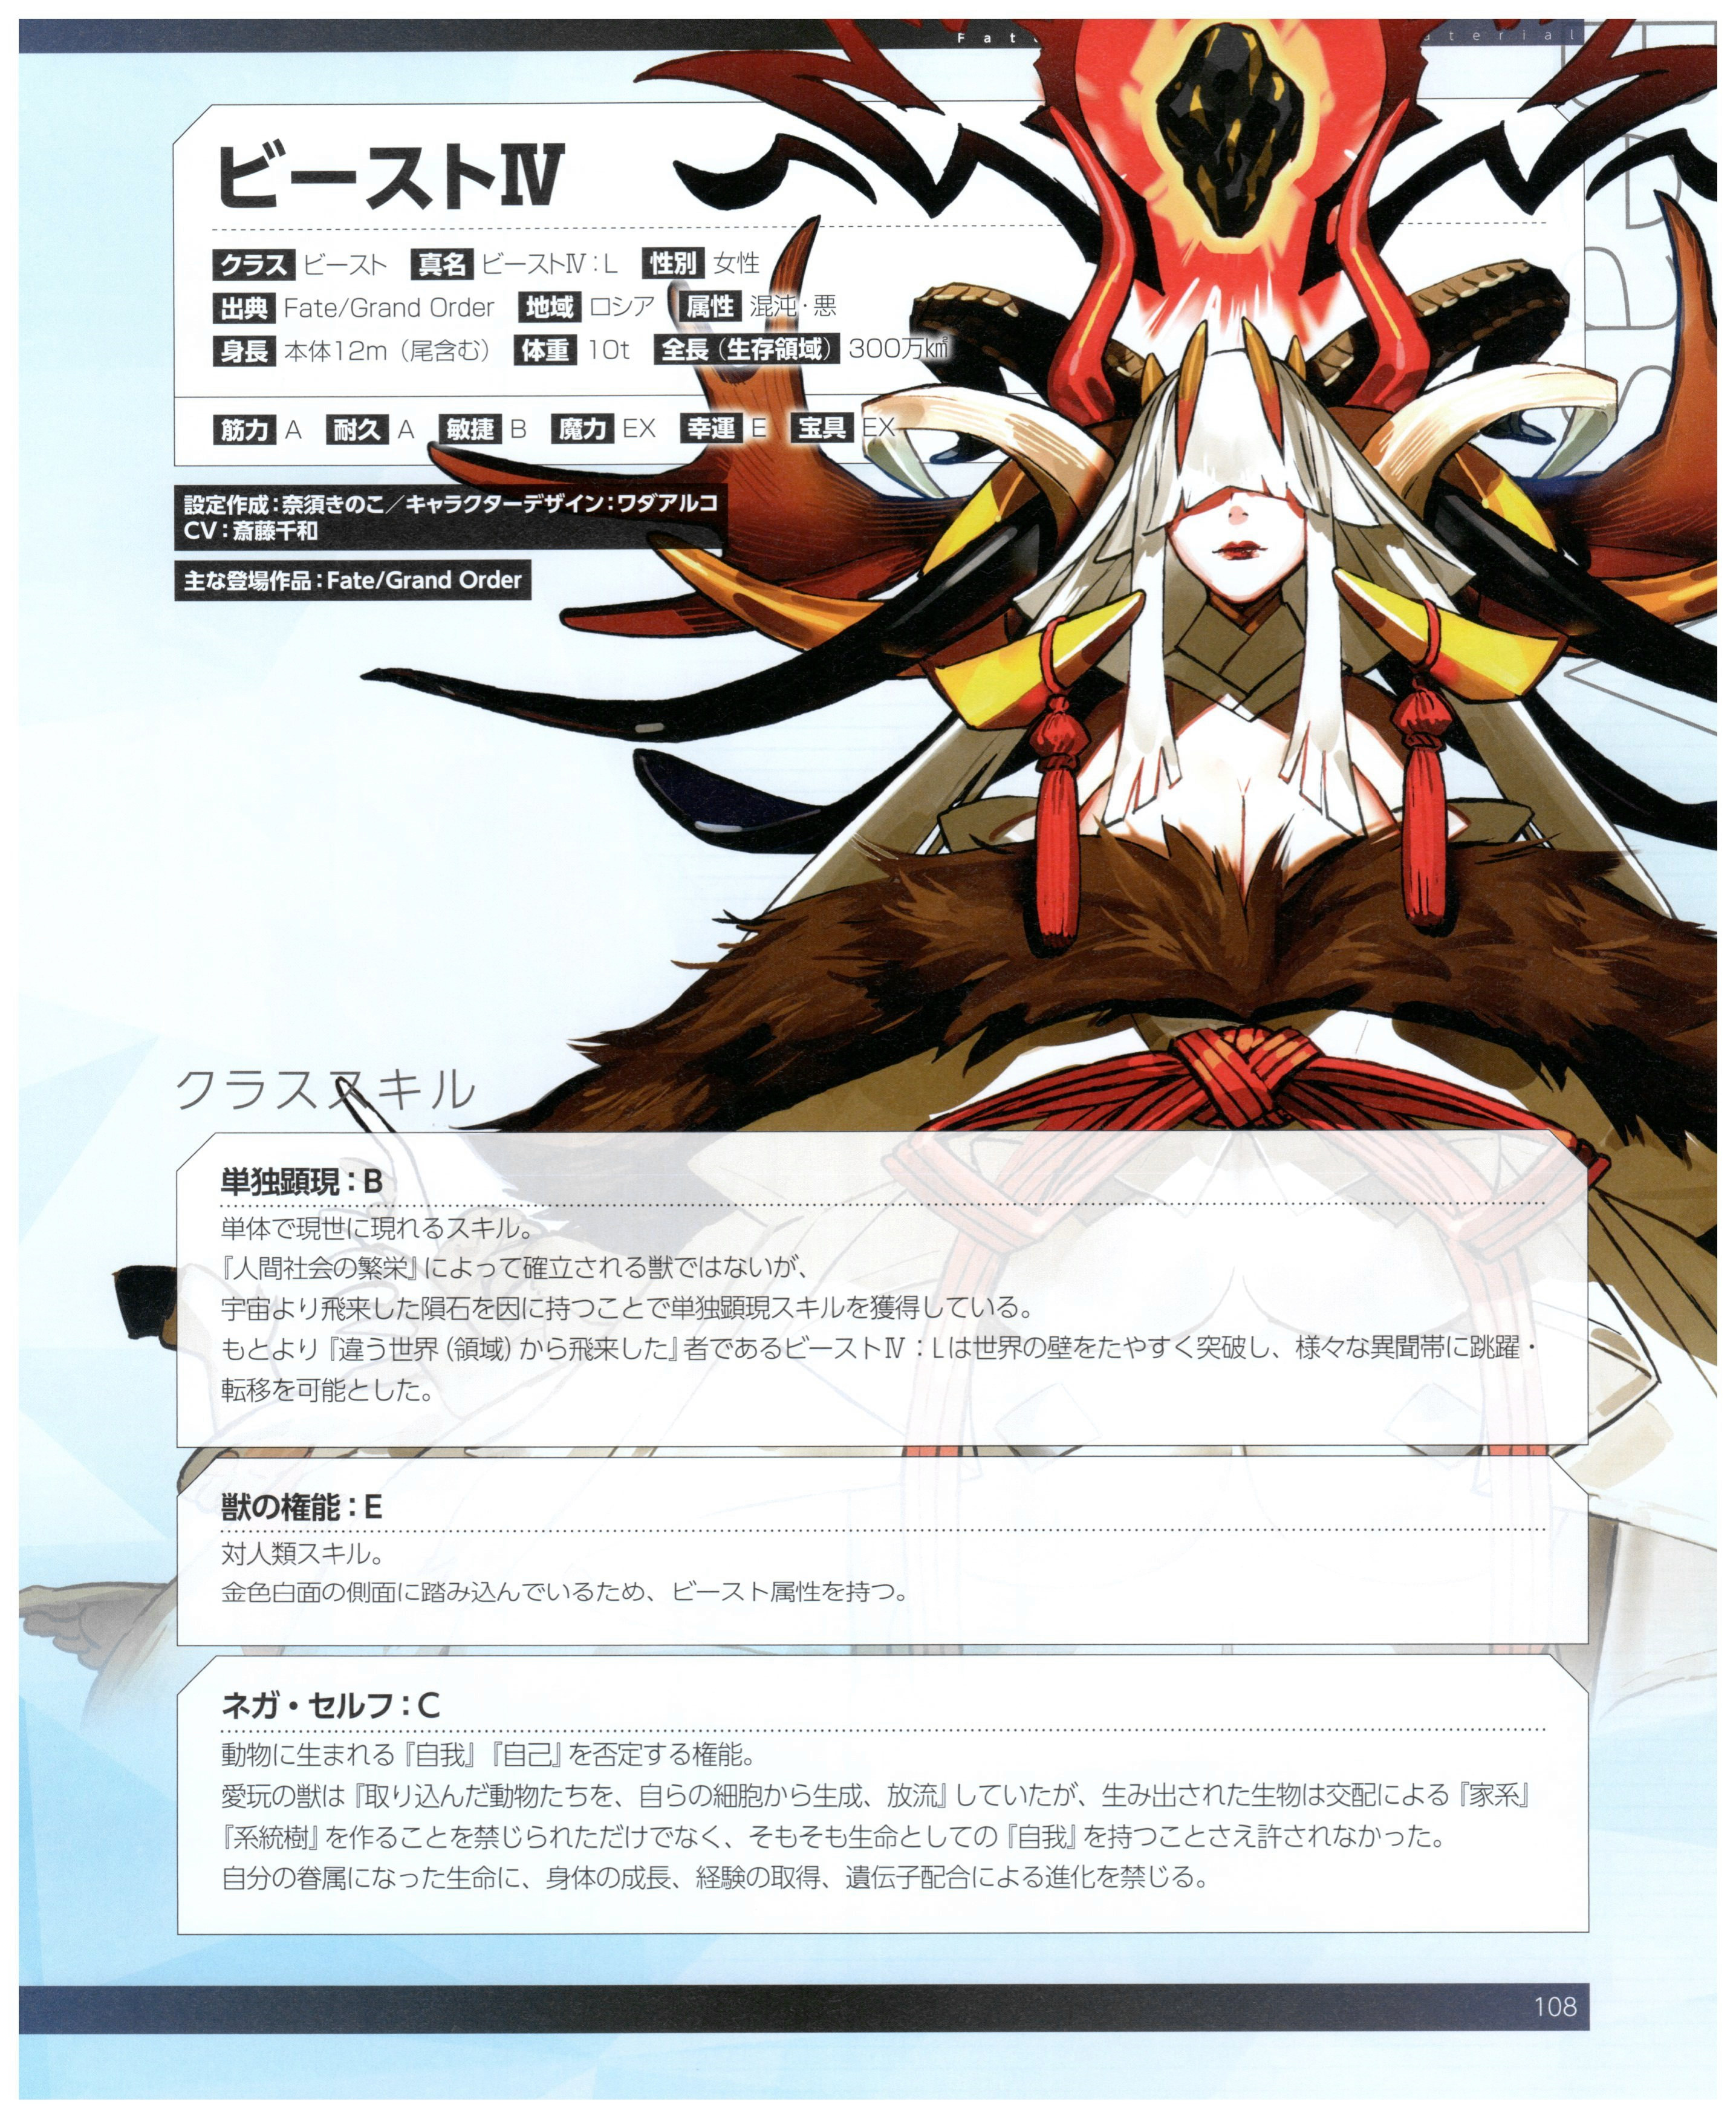 Fat
aterial
ビーストⅣ
クラス ビースト 真名 ビーストⅣ：L 性別 女性
出典 Fate/Grand Order 地域 ロシア 属性 混沌・悪
身長 本体12m（尾含む） 体重 10t 全長（生存領域） 300万㎢
筋力 A 耐久 A 敏捷 B 魔力 EX 幸運 E 宝具 EX
設定作成：奈須きのこ／キャラクターデザイン：ワダアルコ
CV：斎藤千和
主な登場作品：Fate/Grand Order
クラススキル
単独顕現：B
単体で現世に現れるスキル。
『人間社会の繁栄』によって確立される獣ではないが、
宇宙より飛来した隕石を因に持つことで単独顕現スキルを獲得している。
もとより『違う世界（領域）から飛来した』者であるビーストⅣ：Lは世界の壁をたやすく突破し、様々な異聞帯に跳躍・
転移を可能とした。
獣の権能：E
対人類スキル。
金色白面の側面に踏み込んでいるため、ビースト属性を持つ。
ネガ・セルフ：C
動物に生まれる『自我』『自己』を否定する権能。
愛玩の獣は『取り込んだ動物たちを、自らの細胞から生成、放流』していたが、生み出された生物は交配による『家系』
『系統樹』を作ることを禁じられただけでなく、そもそも生命としての『自我』を持つことさえ許されなかった。
自分の眷属になった生命に、身体の成長、経験の取得、遺伝子配合による進化を禁じる。
108